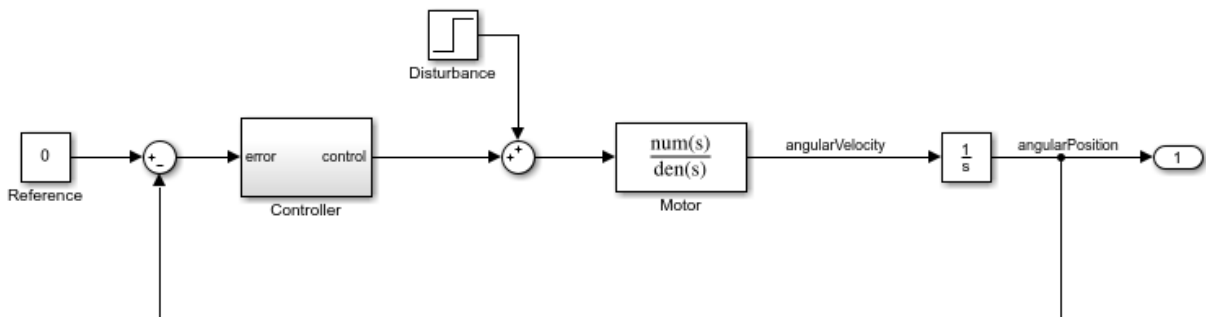 Disturbance
0
Reference
+
−
error
control
Controller
+
+
num(s)
den(s)
Motor
angularVelocity
1
s
angularPosition
1